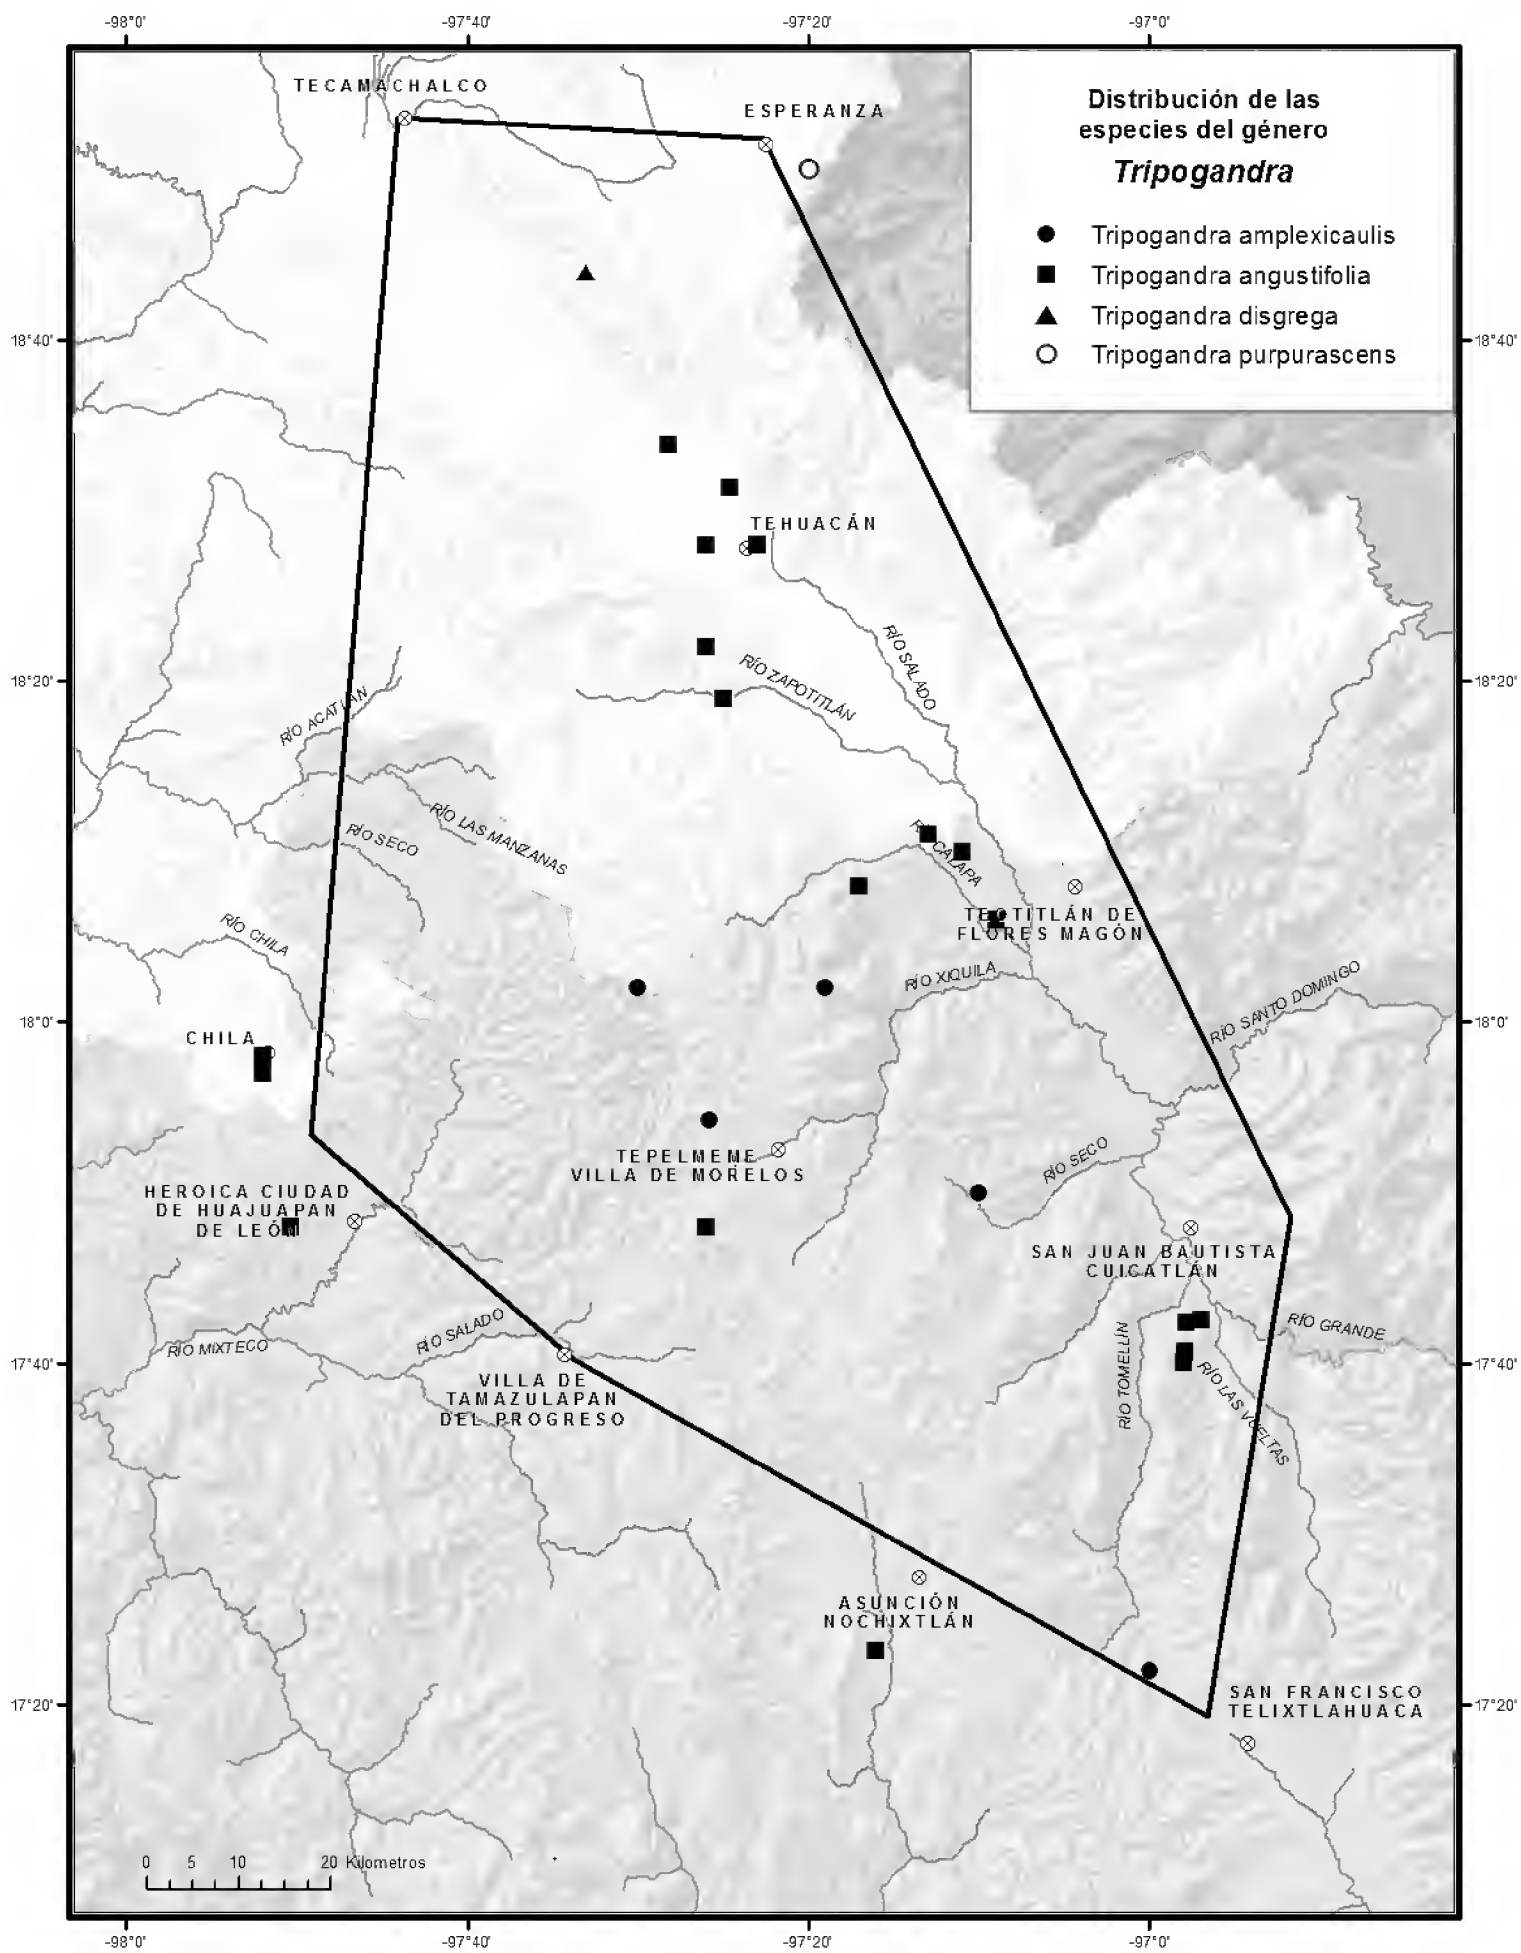 -98°0' -97°40' -97°20' -97°0'
TECAMACHALCO
ESPERANZA
Distribución de las
especies del género
Tripogandra
Tripogandra amplexicaulis
Tripogandra angustifolia
Tripogandra disgrega
Tripogandra purpurascens
18°40' 18°40'
TEHUACÁN
RÍO SALADO
RÍO ZAPOTITLÁN
18°20' 18°20'
RÍO ACATLÁN
RÍO LAS MANZANAS
RÍO SECO
RÍO CALAPA
TEOTITLÁN DE
FLORES MAGÓN
RÍO CHILA
RÍO XIQUILA
RÍO SANTO DOMINGO
18°0' 18°0'
CHILA
TEPELMEME
VILLA DE MORELOS
RÍO SECO
HEROICA CIUDAD
DE HUAJUAPAN
DE LEÓN
SAN JUAN BAUTISTA
CUICATLÁN
RÍO SALADO
RÍO GRANDE
RÍO MIXTECO
17°40' 17°40'
RÍO TOMELLÍN
RÍO LAS VUELTAS
VILLA DE
TAMAZULAPAN
DEL PROGRESO
ASUNCIÓN
NOCHIXTLÁN
SAN FRANCISCO
TELIXTLAHUACA
17°20' 17°20'
0 5 10 20 Kilometros
-98°0' -97°40' -97°20' -97°0'